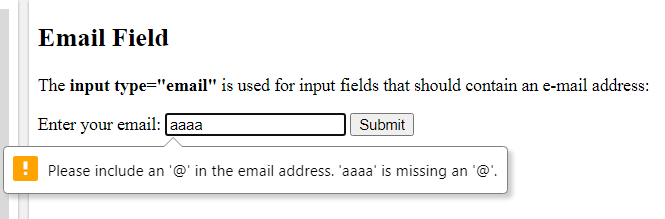 Email Field
The input type="email" is used for input fields that should contain an e-mail address:
Enter your email: aaaa Submit
Please include an '@' in the email address. 'aaaa' is missing an '@'.